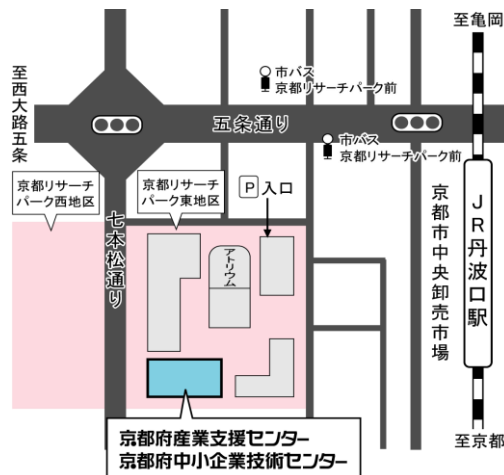 至亀岡
市バス
京都リサーチパーク前
至西大路五条
五条通り
市バス
京都リサーチパーク前
京都リサーチ
パーク西地区
京都リサーチ
パーク東地区
P 入口
七本松通り
アトリウム
京都市中央卸売市場
JR丹波口駅
京都府産業支援センター
京都府中小企業技術センター
至京都